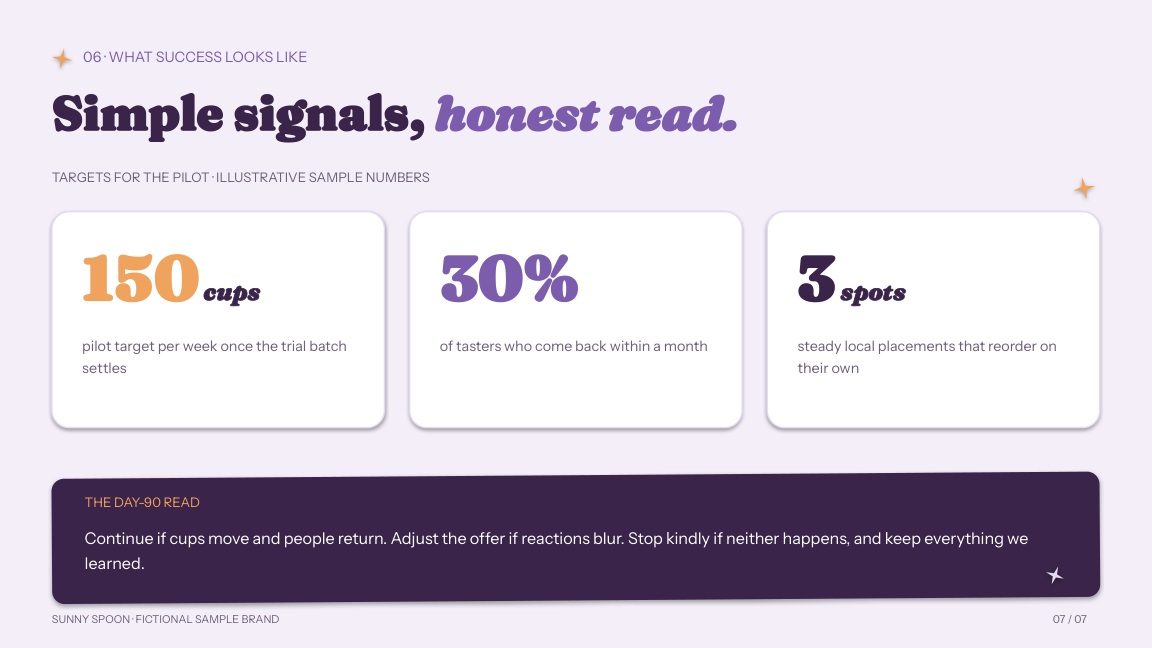 06 · WHAT SUCCESS LOOKS LIKE
Simple signals, honest read.
TARGETS FOR THE PILOT · ILLUSTRATIVE SAMPLE NUMBERS
150 cups
pilot target per week once the trial batch
settles
30%
of tasters who come back within a month
3 spots
steady local placements that reorder on
their own
THE DAY-90 READ
Continue if cups move and people return. Adjust the offer if reactions blur. Stop kindly if neither happens, and keep everything we
learned.
SUNNY SPOON · FICTIONAL SAMPLE BRAND
07 / 07